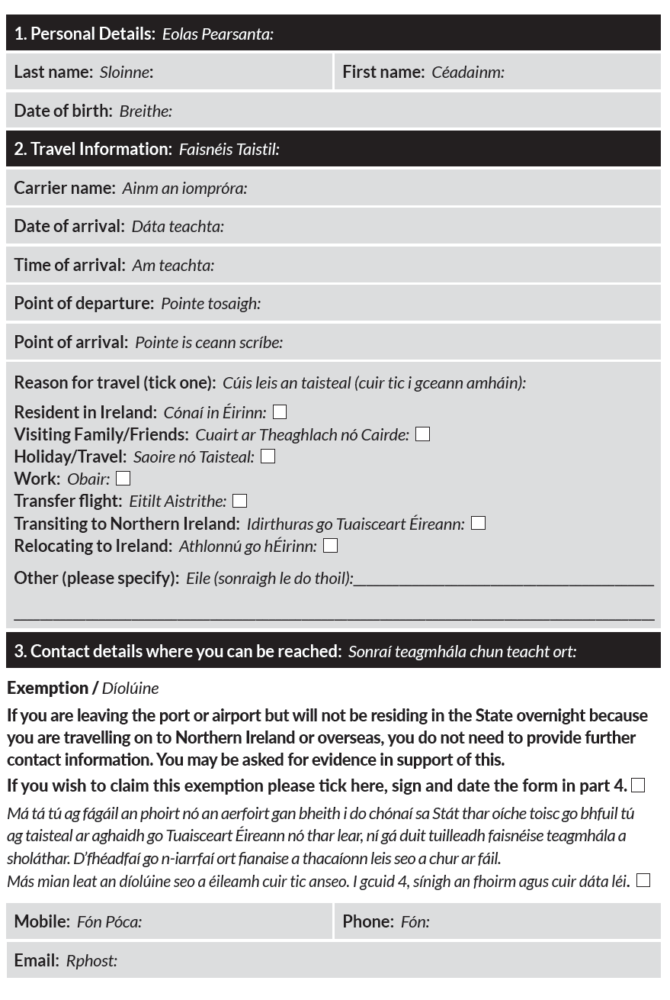 1. Personal Details: Eolas Pearsanta:
Last name: Sloinne:
First name: Céadainm:
Date of birth: Breithe:
2. Travel Information: Faisnéis Taistil:
Carrier name: Ainm an iompróra:
Date of arrival: Dáta teachta:
Time of arrival: Am teachta:
Point of departure: Pointe tosaigh:
Point of arrival: Pointe is ceann scríbe:
Reason for travel (tick one): Cúis leis an taisteal (cuir tic i gceann amháin):
Resident in Ireland: Cónaí in Éirinn:
Visiting Family/Friends: Cuairt ar Theaghlach nó Cairde:
Holiday/Travel: Saoire nó Taisteal:
Work: Obair:
Transfer flight: Eitilt Aistrithe:
Transiting to Northern Ireland: Idirthuras go Tuaisceart Éireann:
Relocating to Ireland: Athlonnú go hÉirinn:
Other (please specify): Eile (sonraigh le do thoil):
3. Contact details where you can be reached: Sonraí teagmhála chun teacht ort:
Exemption / Díolúine
If you are leaving the port or airport but will not be residing in the State overnight because
you are travelling on to Northern Ireland or overseas, you do not need to provide further
contact information. You may be asked for evidence in support of this.
If you wish to claim this exemption please tick here, sign and date the form in part 4.
Má tá tú ag fágáil an phoirt nó an aerfoirt gan bheith i do chónaí sa Stát thar oíche toisc go bhfuil tú
ag taisteal ar aghaidh go Tuaisceart Éireann nó thar lear, ní gá duit tuilleadh faisnéise teagmhála a
sholáthar. D'fhéadfaí go n-iarrfaí ort fianaise a thacaíonn leis seo a chur ar fáil.
Más mian leat an díolúine seo a éileamh cuir tic anseo. I gcuid 4, sínigh an fhoirm agus cuir dáta léi.
Mobile: Fón Póca:
Phone: Fón:
Email: Rphost: